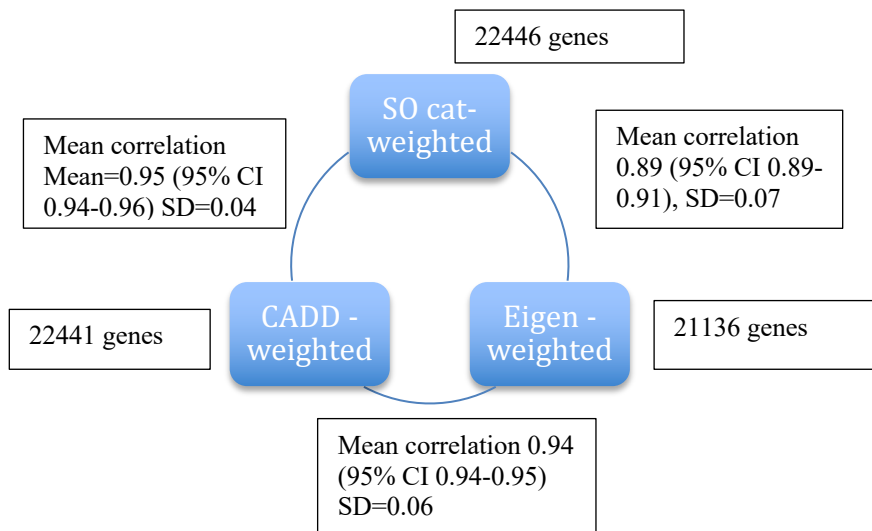 22446 genes
SO cat-
weighted
Mean correlation
Mean=0.95 (95% CI
0.94-0.96) SD=0.04
Mean correlation
0.89 (95% CI 0.89-
0.91), SD=0.07
CADD -
weighted
Eigen -
weighted
22441 genes
21136 genes
Mean correlation 0.94
(95% CI 0.94-0.95)
SD=0.06